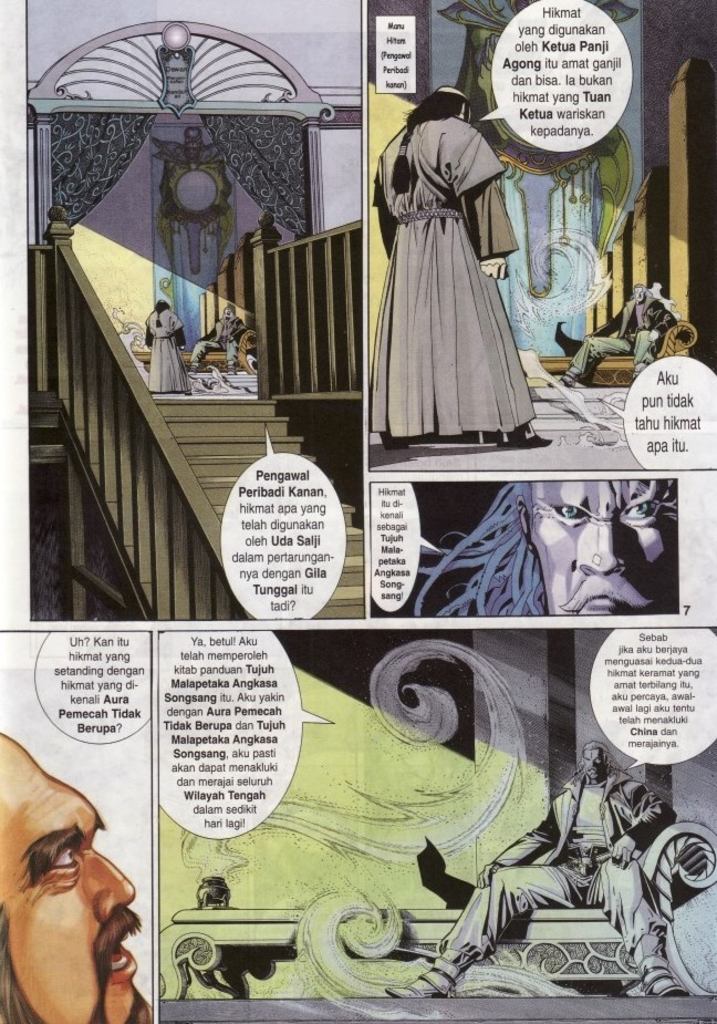 Dewan
Pengawal
Peribadi Kanan,
hikmat apa yang
telah digunakan
oleh Uda Salji
dalam pertarungan-
nya dengan Gila
Tunggal itu
tadi?
Manu
Hitam
(Pengawal
Peribadi
kanan)
Hikmat
yang digunakan
oleh Ketua Panji
Agong itu amat ganjil
dan bisa. Ia bukan
hikmat yang Tuan
Ketua wariskan
kepadanya.
Aku
pun tidak
tahu hikmat
apa itu.
Hikmat
itu di-
kenali
sebagai
Tujuh
Mala-
petaka
Angkasa
Song-
sang!
7
Uh? Kan itu
hikmat yang
setanding dengan
hikmat yang di-
kenali Aura
Pemecah Tidak
Berupa?
Ya, betul! Aku
telah memperoleh
kitab panduan Tujuh
Malapetaka Angkasa
Songsang itu. Aku yakin
dengan Aura Pemecah
Tidak Berupa dan Tujuh
Malapetaka Angkasa
Songsang, aku pasti
akan dapat menakluki
dan merajai seluruh
Wilayah Tengah
dalam sedikit
hari lagi!
Sebab
jika aku berjaya
menguasai kedua-dua
hikmat keramat yang
amat terbilang itu,
aku percaya, awal-
awal lagi aku tentu
telah menakluki
China dan
merajainya.